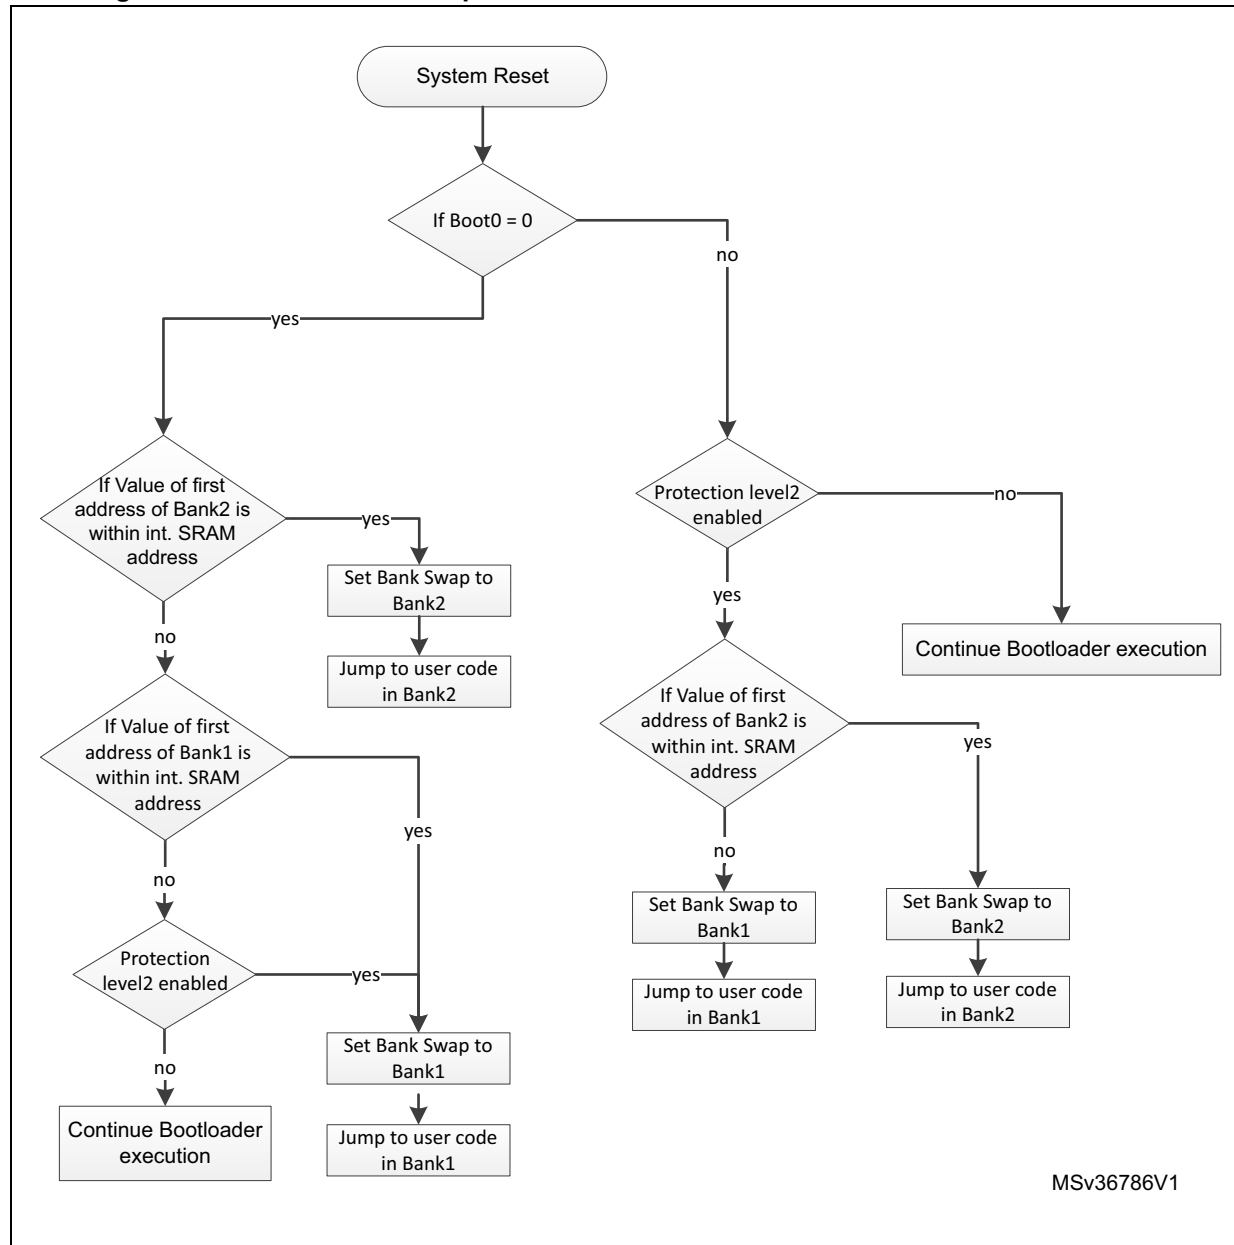 System Reset
If Boot0 = 0
no
yes
If Value of first
address of Bank2 is
within int. SRAM
address
yes
Protection level2
enabled
no
Set Bank Swap to
Bank2
yes
no
Continue Bootloader execution
Jump to user code
in Bank2
If Value of first
address of Bank2 is
within int. SRAM
address
yes
If Value of first
address of Bank1 is
within int. SRAM
address
yes
no
no
Set Bank Swap to
Bank1
Set Bank Swap to
Bank2
Protection
level2 enabled
yes
Jump to user code
in Bank1
Jump to user code
in Bank2
Set Bank Swap to
Bank1
no
Continue Bootloader
execution
Jump to user code
in Bank1
MSv36786V1